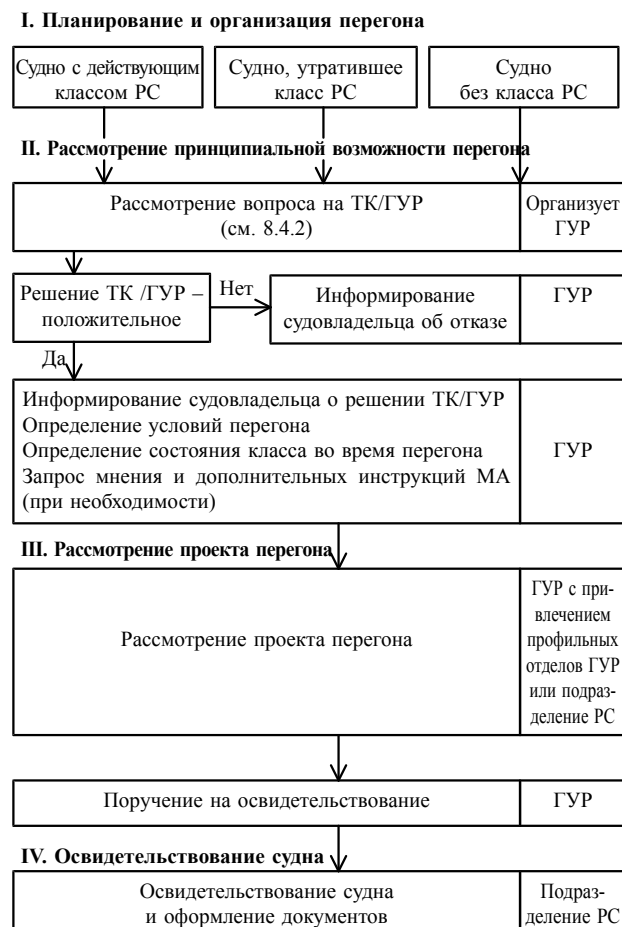 I. Планирование и организация перегона
Судно с действующим
классом РС
Судно, утратившее
класс РС
Судно
без класса РС
II. Рассмотрение принципиальной возможности перегона
Рассмотрение вопроса на ТК/ГУР
(см. 8.4.2)
Организует
ГУР
Решение ТК /ГУР –
положительное
Нет
Информирование
судовладельца об отказе
ГУР
Да
Информирование судовладельца о решении ТК/ГУР
Определение условий перегона
Определение состояния класса во время перегона
Запрос мнения и дополнительных инструкций МА
(при необходимости)
ГУР
III. Рассмотрение проекта перегона
Рассмотрение проекта перегона
ГУР с при-
влечением
профильных
отделов ГУР
или подраз-
деление РС
Поручение на освидетельствование
ГУР
IV. Освидетельствование судна
Освидетельствование судна
и оформление документов
Подраз-
деление РС